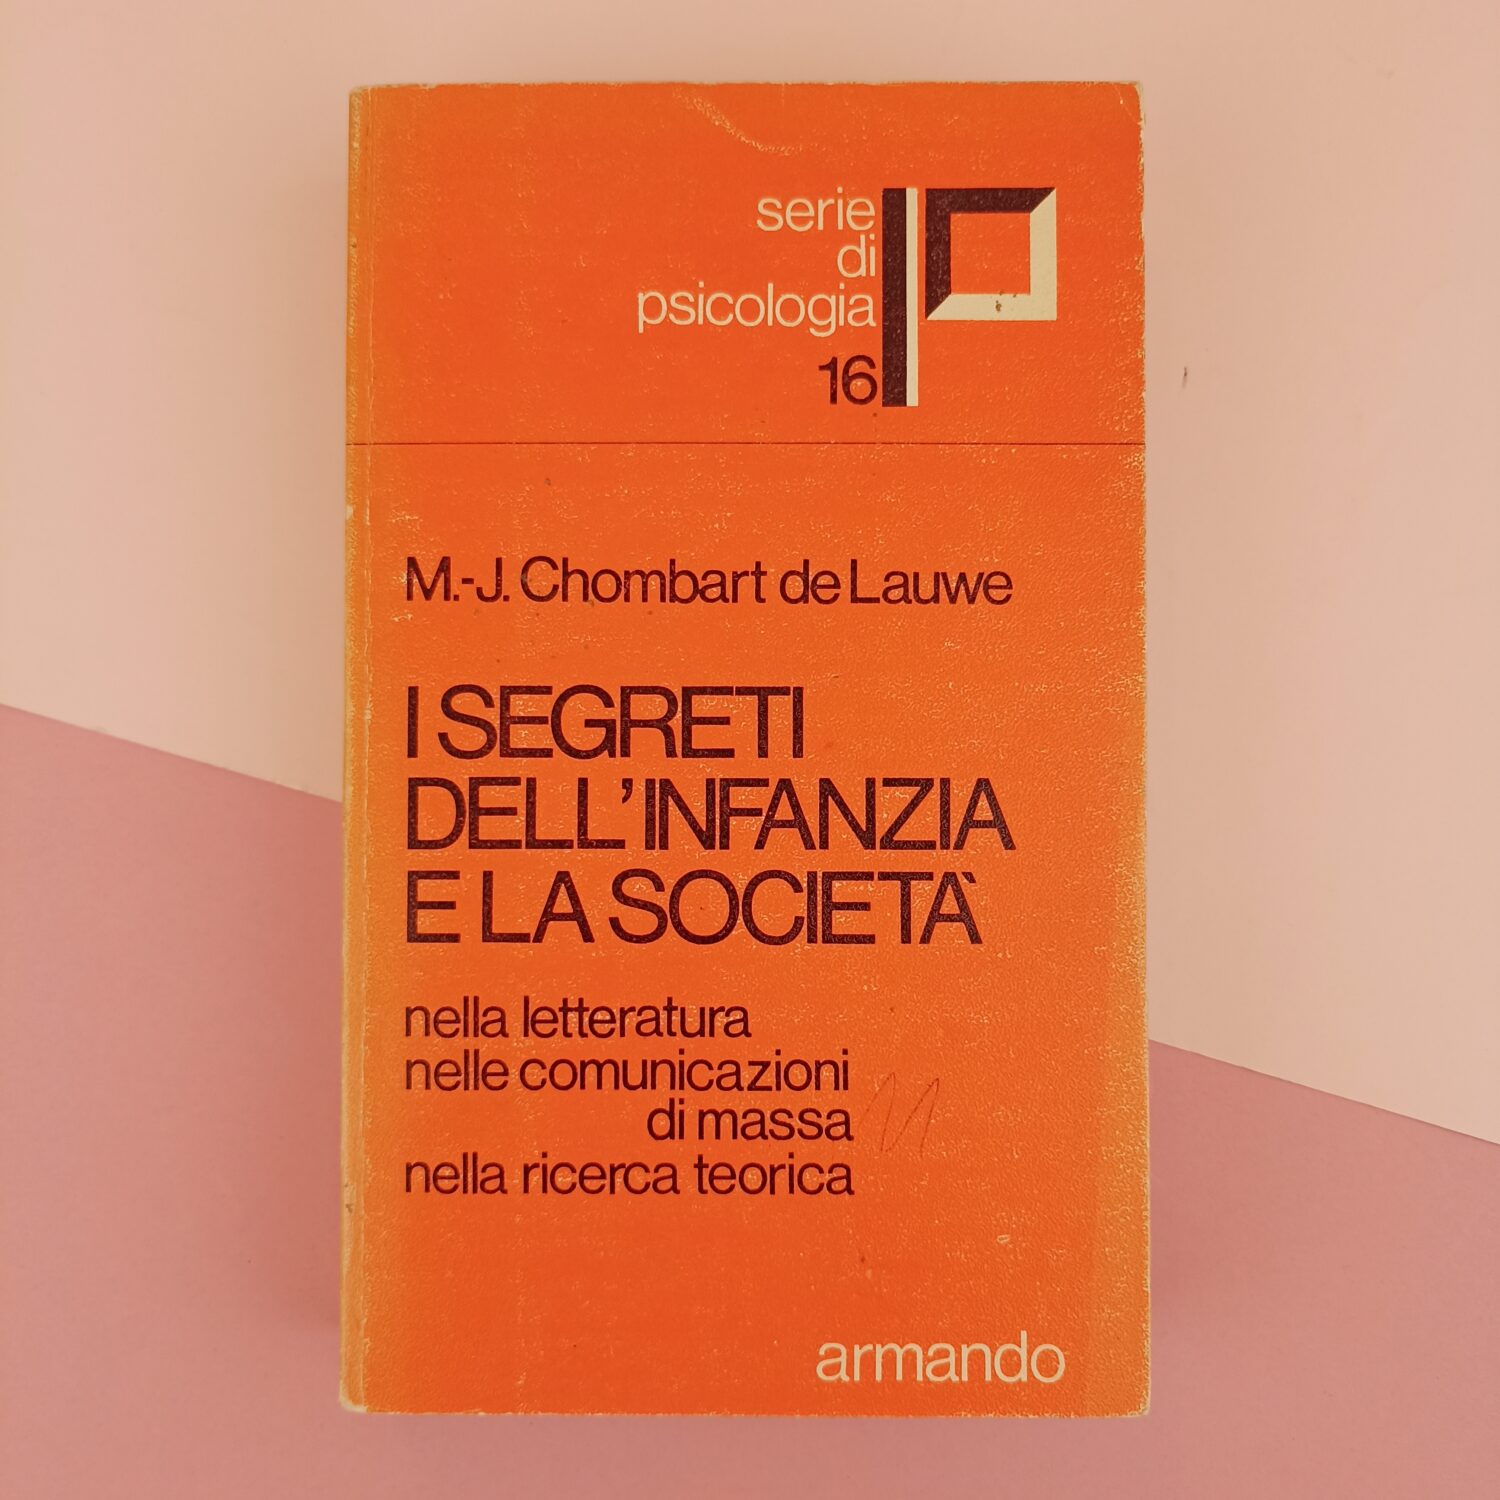 serie
di
psicologia
16
M.-J. Chombart de Lauwe
I SEGRETI
DELL'INFANZIA
E LA SOCIETÀ
nella letteratura
nelle comunicazioni
di massa
nella ricerca teorica
armando